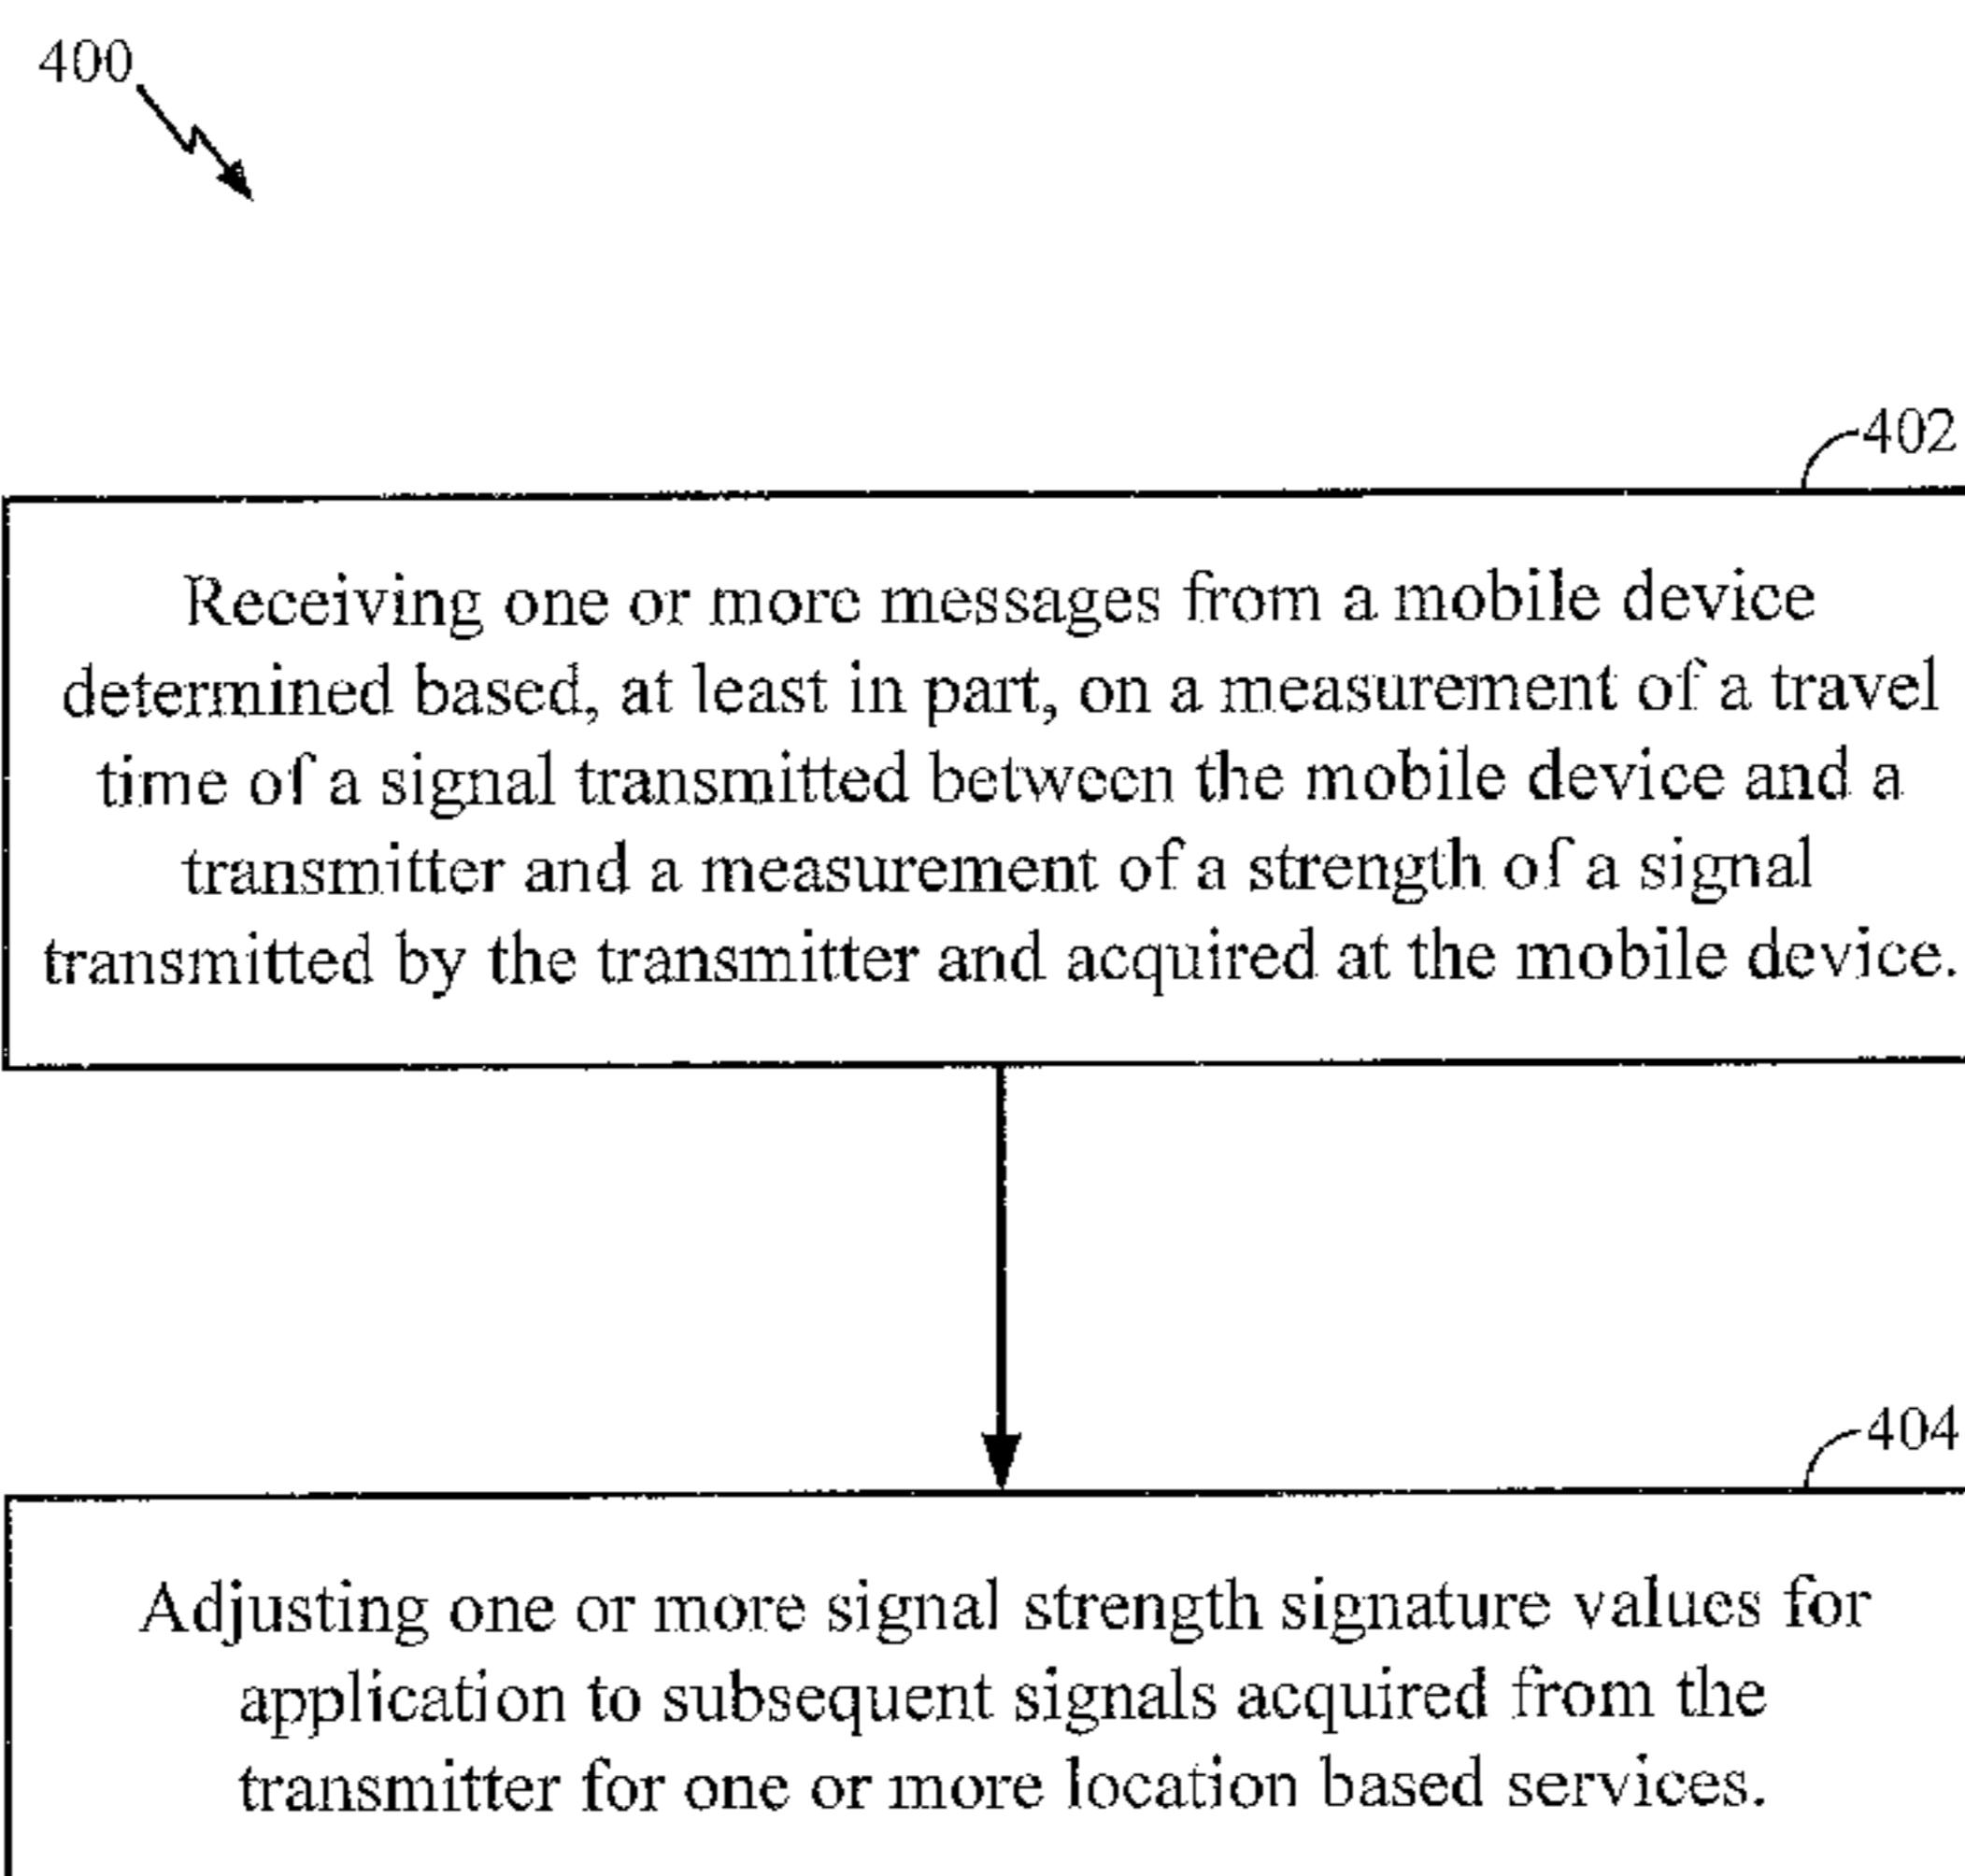 400
402
Receiving one or more messages from a mobile device
determined based, at least in part, on a measurement of a travel
time of a signal transmitted between the mobile device and a
transmitter and a measurement of a strength of a signal
transmitted by the transmitter and acquired at the mobile device.
404
Adjusting one or more signal strength signature values for
application to subsequent signals acquired from the
transmitter for one or more location based services.